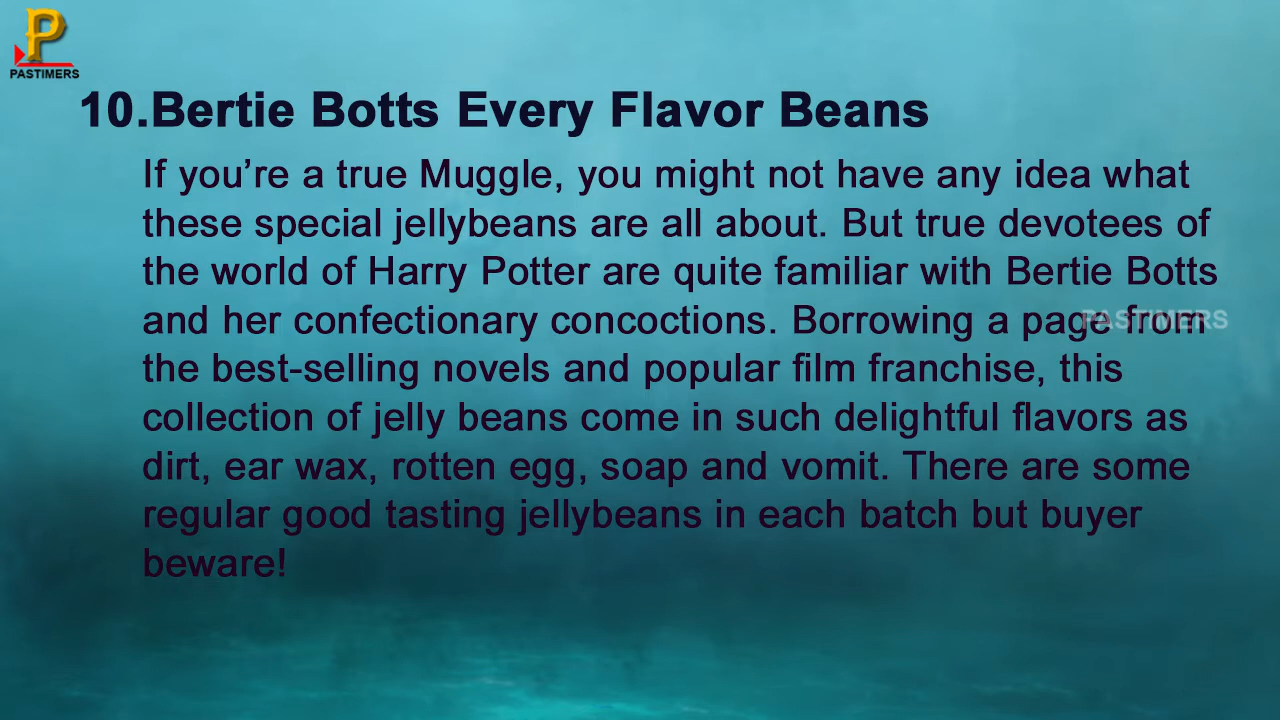 P
PASTIMERS
10.Bertie Botts Every Flavor Beans
If you’re a true Muggle, you might not have any idea what
these special jellybeans are all about. But true devotees of
the world of Harry Potter are quite familiar with Bertie Botts
and her confectionary concoctions. Borrowing a page from
PASTIMERS
the best-selling novels and popular film franchise, this
collection of jelly beans come in such delightful flavors as
dirt, ear wax, rotten egg, soap and vomit. There are some
regular good tasting jellybeans in each batch but buyer
beware!